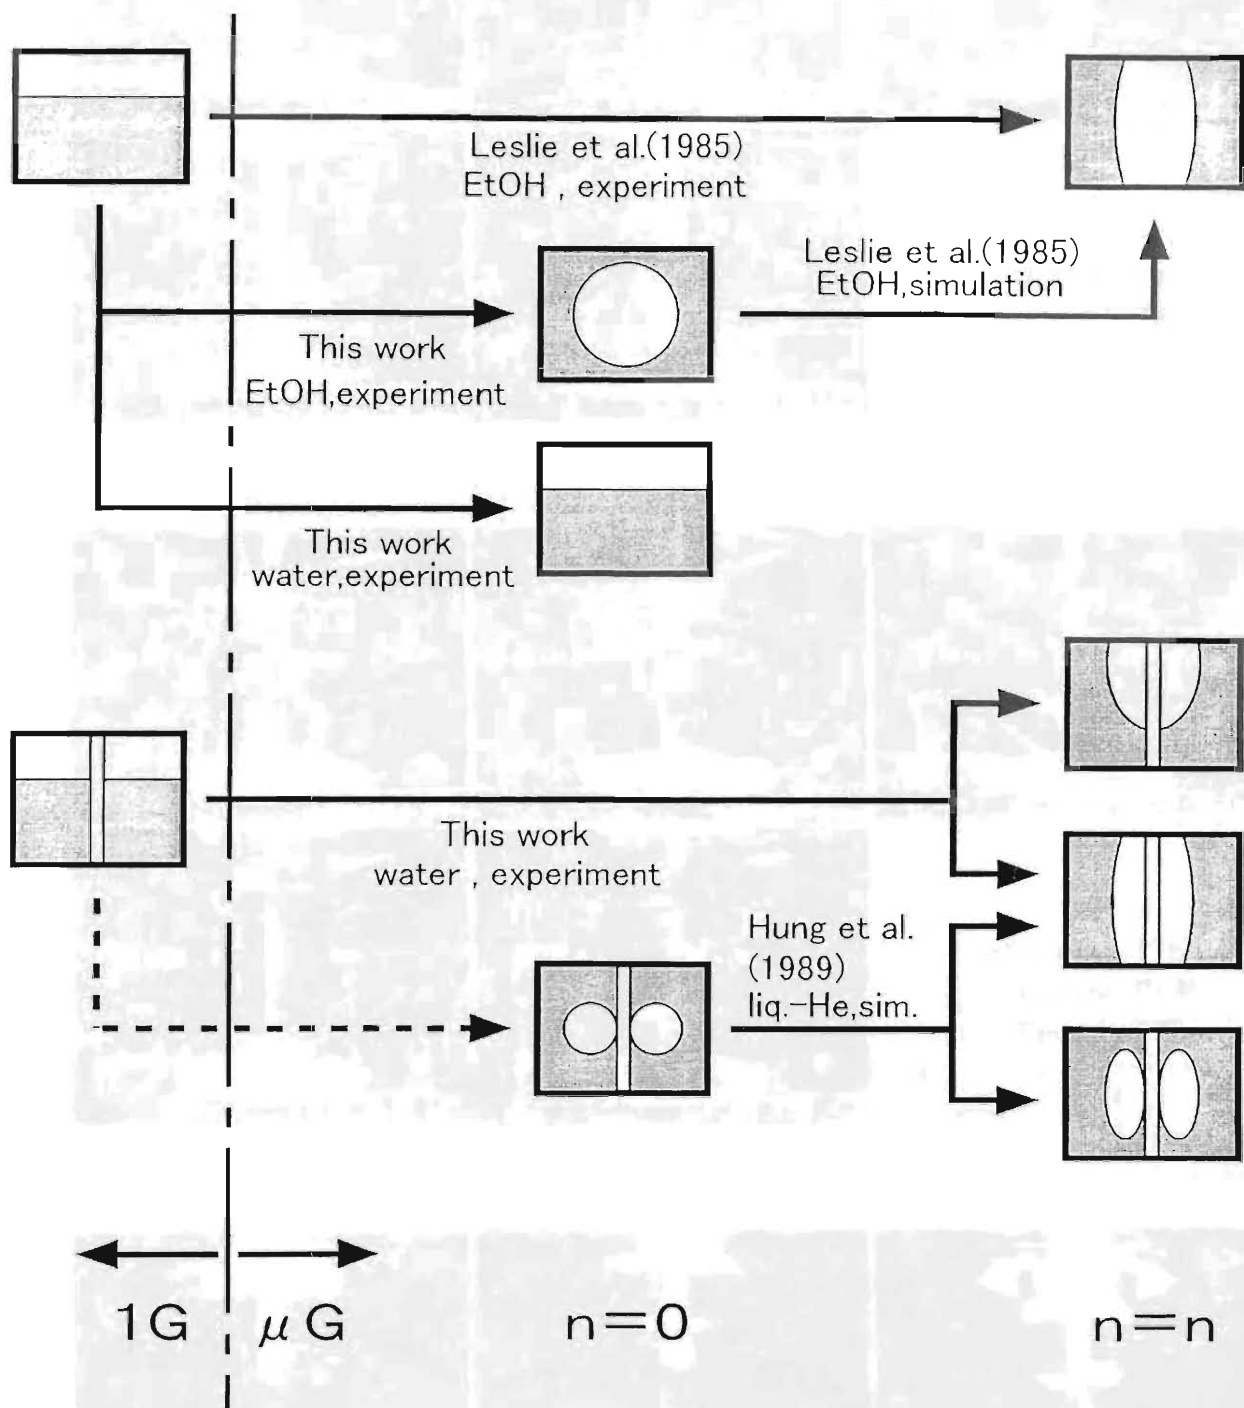 Leslie et al.(1985)
EtOH , experiment
Leslie et al.(1985)
EtOH,simulation
This work
EtOH,experiment
This work
water,experiment
This work
water , experiment
Hung et al.
(1989)
liq.-He,sim.
1G
μG
n=0
n=n